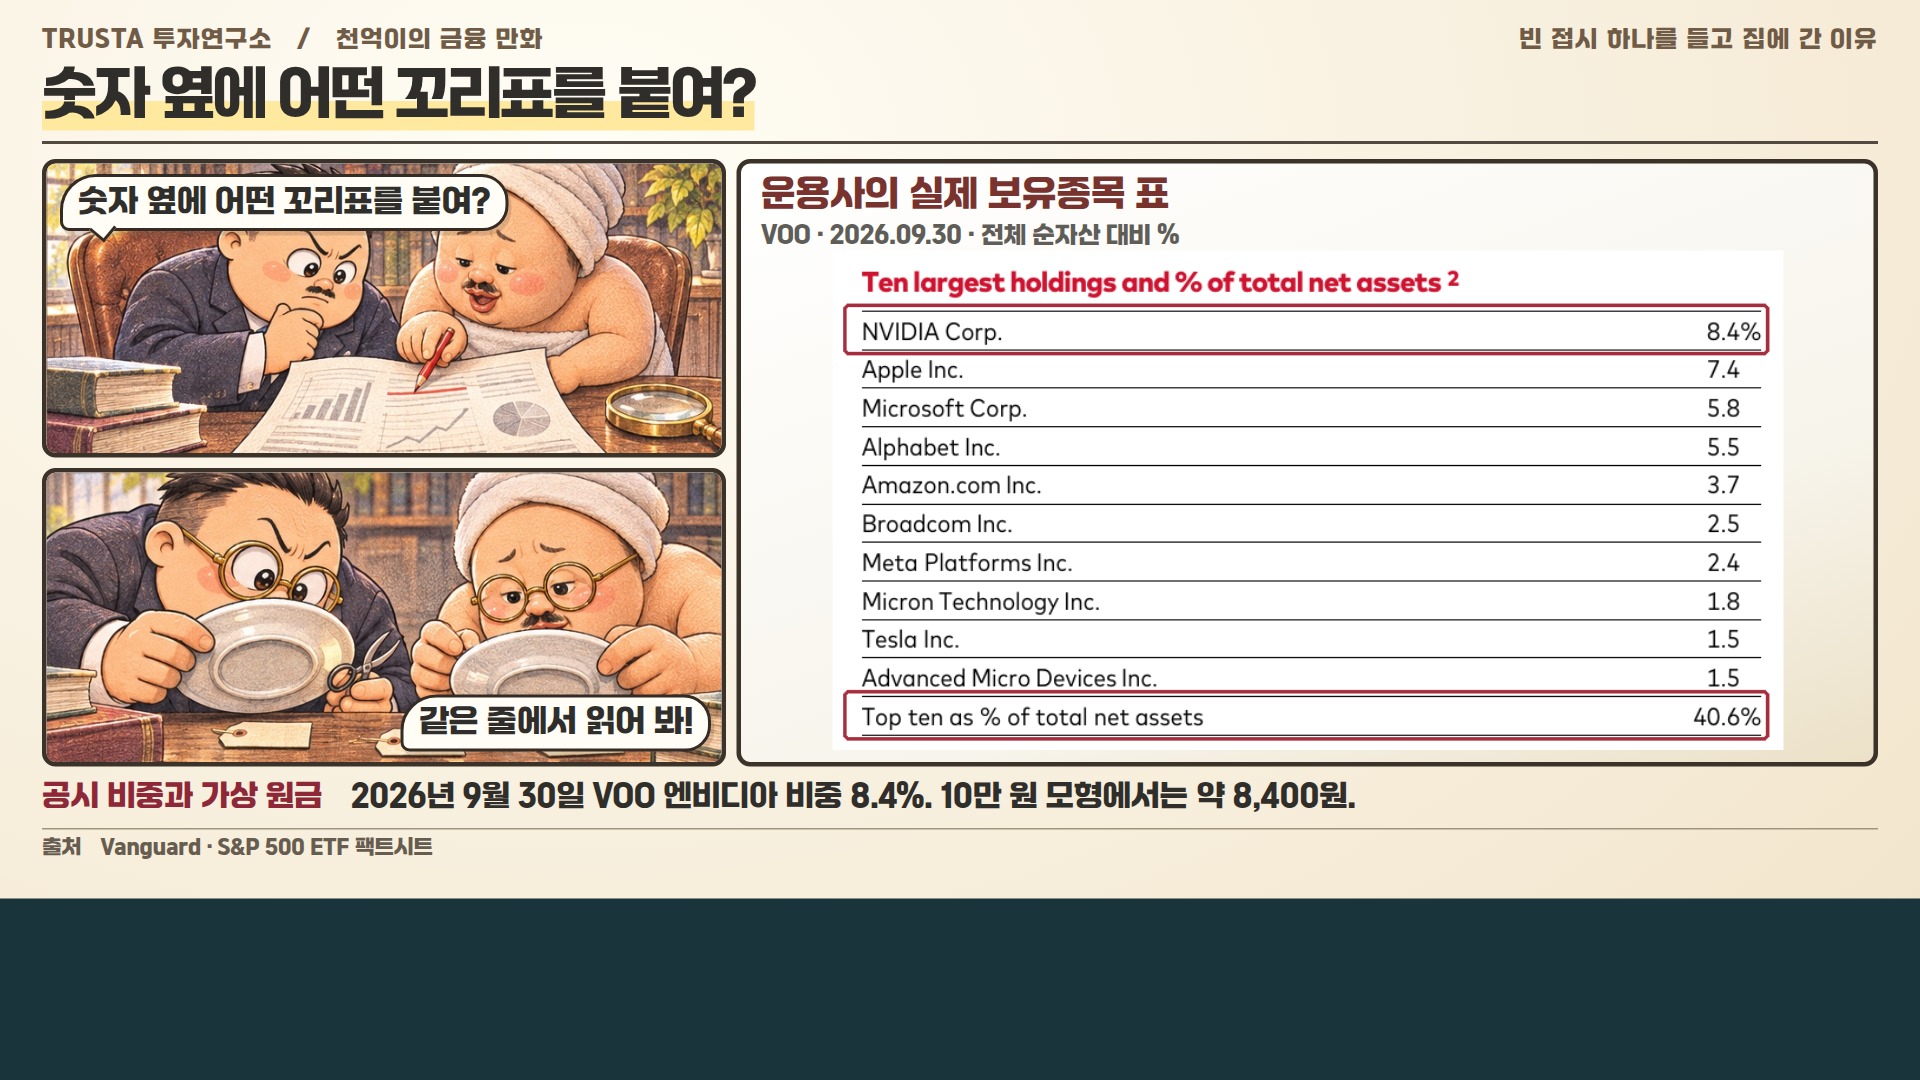 TRUSTA 투자연구소 / 천억이의 금융 만화
빈 접시 하나를 들고 집에 간 이유
숫자 옆에 어떤 꼬리표를 붙여?
숫자 옆에 어떤 꼬리표를 붙여?
같은 줄에서 읽어 봐!
운용사의 실제 보유종목 표
VOO · 2026.09.30 · 전체 순자산 대비 %
Ten largest holdings and % of total net assets 2
NVIDIA Corp. 8.4%
Apple Inc. 7.4
Microsoft Corp. 5.8
Alphabet Inc. 5.5
Amazon.com Inc. 3.7
Broadcom Inc. 2.5
Meta Platforms Inc. 2.4
Micron Technology Inc. 1.8
Tesla Inc. 1.5
Advanced Micro Devices Inc. 1.5
Top ten as % of total net assets 40.6%
공시 비중과 가상 원금 2026년 9월 30일 VOO 엔비디아 비중 8.4%. 10만 원 모형에서는 약 8,400원.
출처 Vanguard · S&P 500 ETF 팩트시트